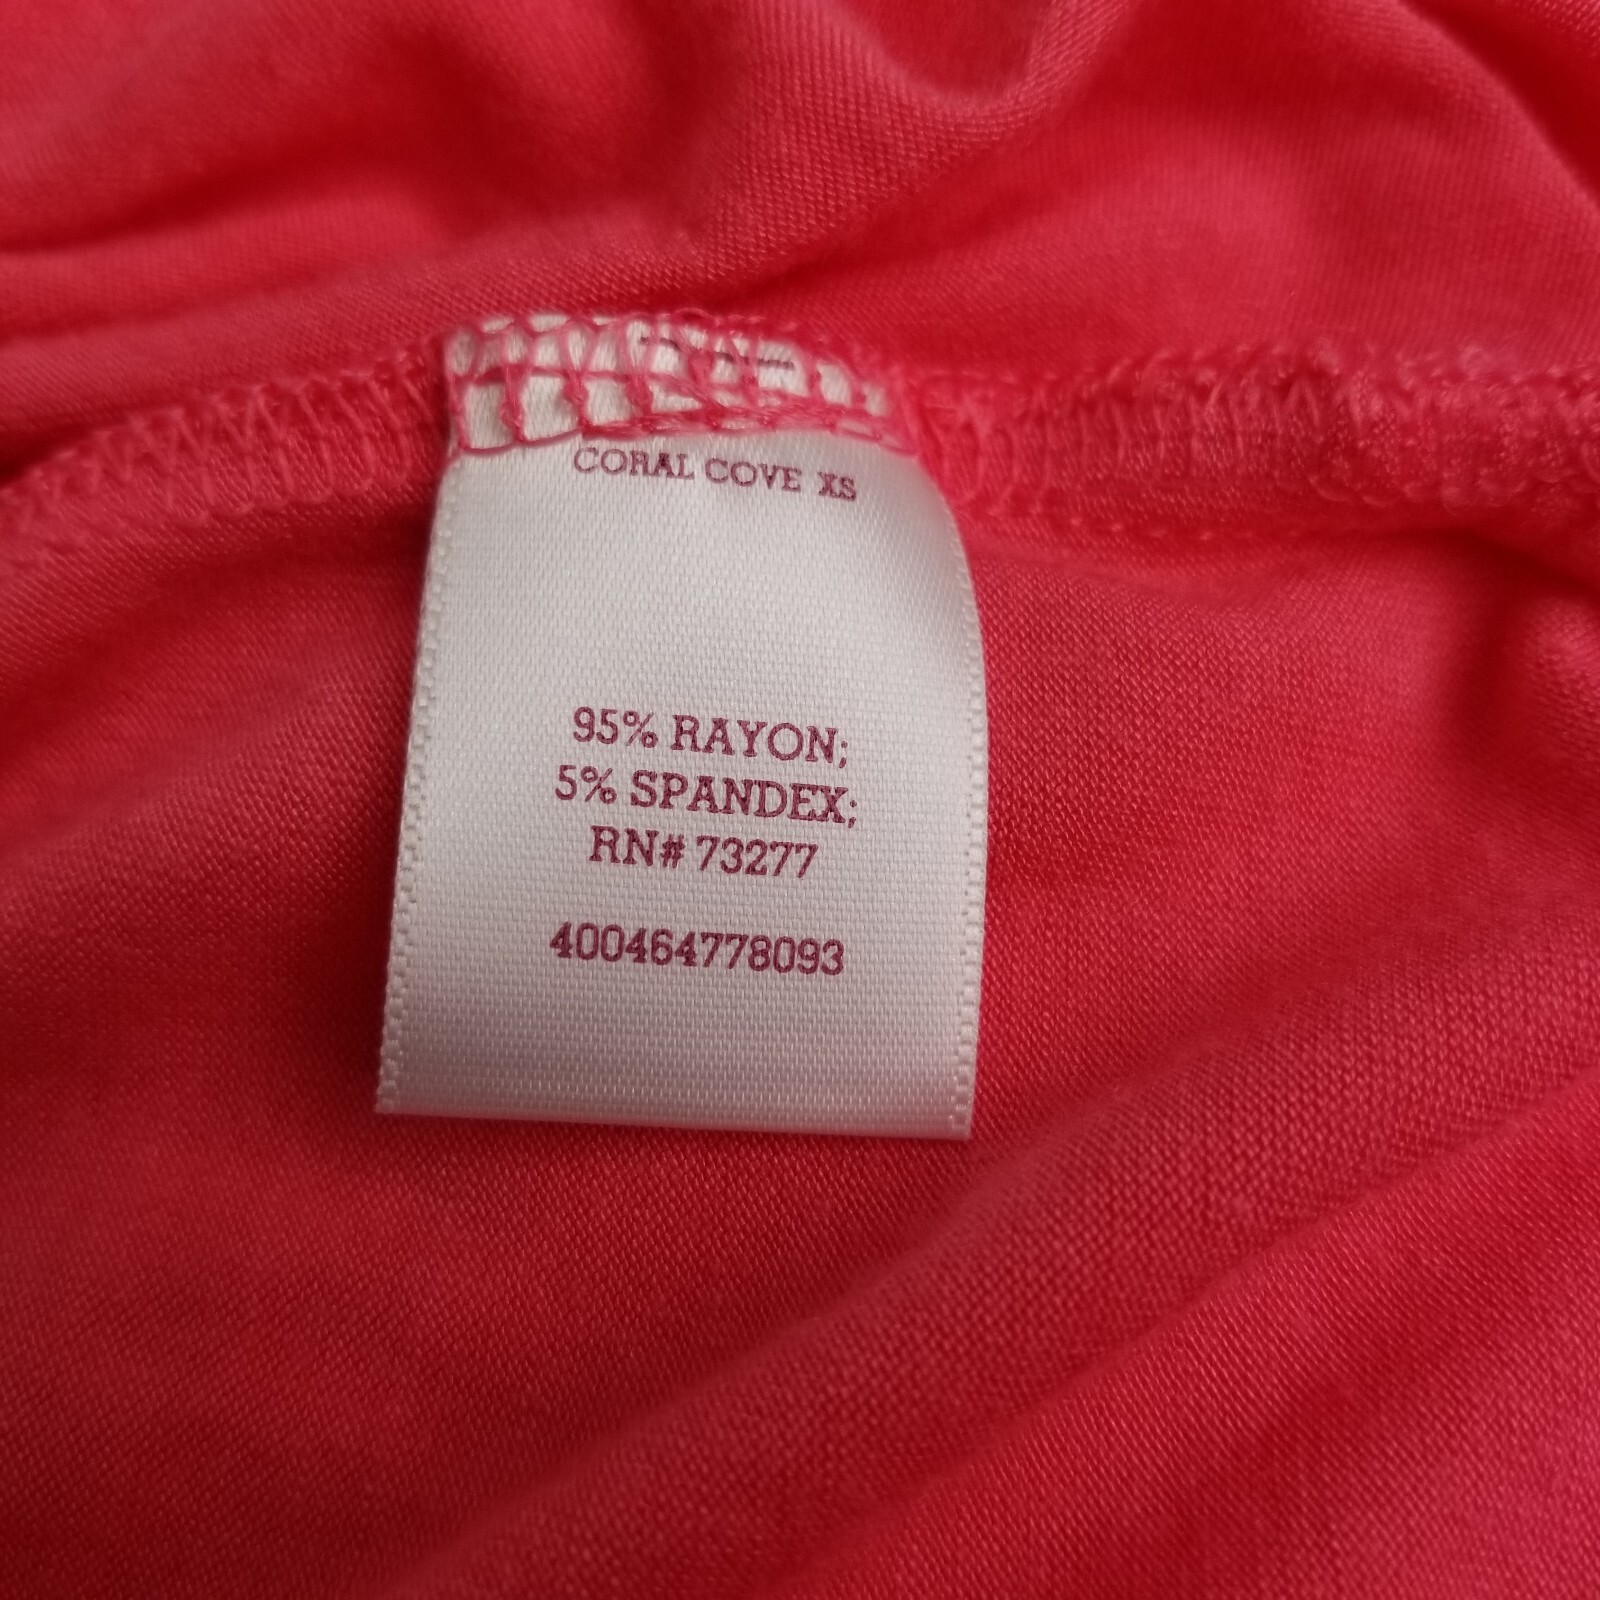 CORAL COVE XS
95% RAYON;
5% SPANDEX;
RN# 73277
400464778093